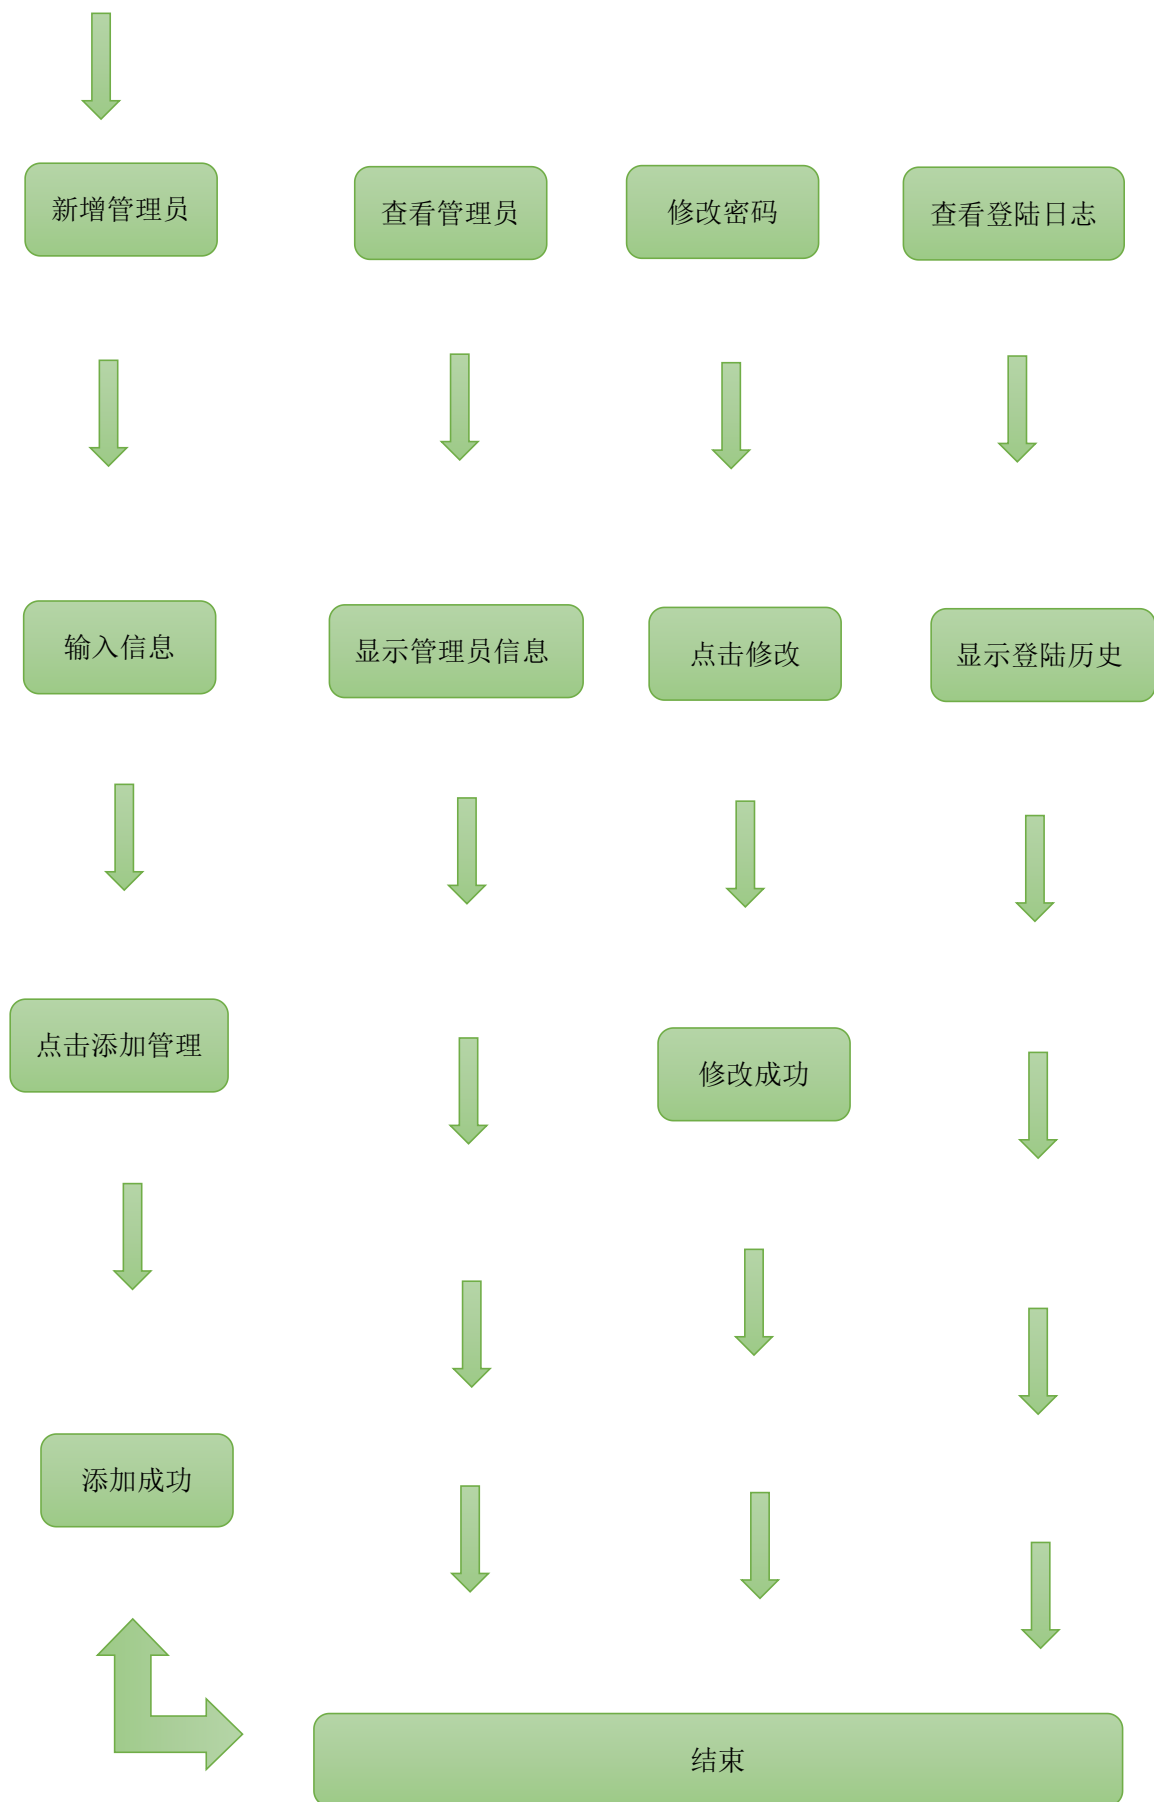 新增管理员
查看管理员
修改密码
查看登陆日志
输入信息
显示管理员信息
点击修改
显示登陆历史
点击添加管理
修改成功
添加成功
结束